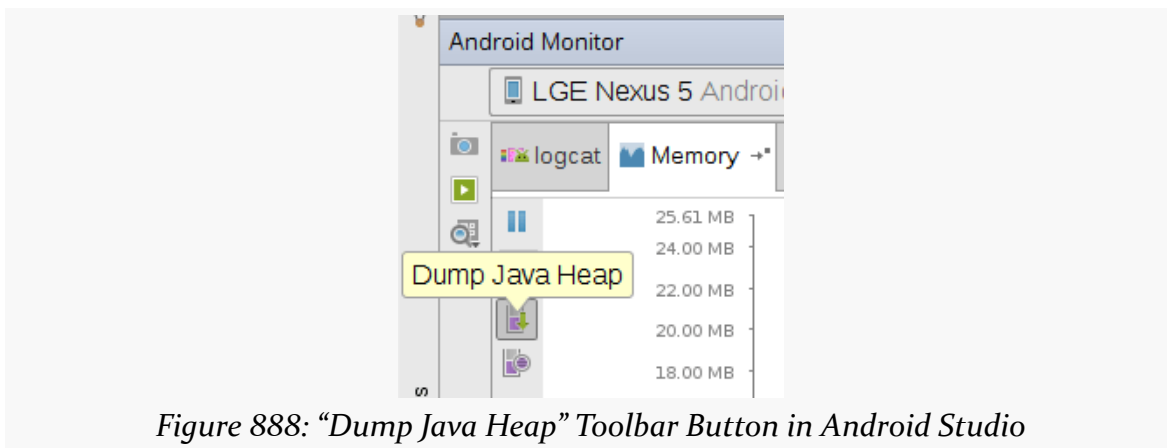 Android Monitor
LGE Nexus 5 Androi
logcat Memory
25.61 MB
24.00 MB
Dump Java Heap
22.00 MB
20.00 MB
18.00 MB
s
Figure 888: “Dump Java Heap” Toolbar Button in Android Studio